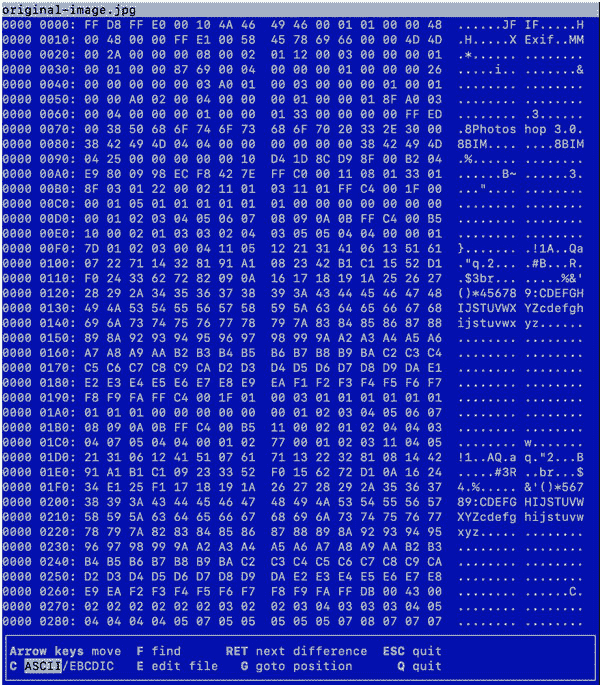 original-image.jpg
0000 0000: FF D8 FF E0 00 10 4A 46 49 46 00 01 01 00 00 48 ......JF IF.....H
0000 0010: 00 48 00 00 FF E1 00 58 45 78 69 66 00 00 4D 4D .H.....X Exif..MM
0000 0020: 00 2A 00 00 00 08 00 02 01 12 00 03 00 00 00 01 .*...... ........
0000 0030: 00 01 00 00 87 69 00 04 00 00 00 01 00 00 00 26 .....i.. .......&
0000 0040: 00 00 00 00 00 03 A0 01 00 03 00 00 00 01 00 01 ........ ........
0000 0050: 00 00 A0 02 00 04 00 00 00 01 00 00 01 8F A0 03 ........ ........
0000 0060: 00 04 00 00 00 01 00 00 01 33 00 00 00 00 FF ED ........ .3......
0000 0070: 00 38 50 68 6F 74 6F 73 68 6F 70 20 33 2E 30 00 .8Photos hop 3.0.
0000 0080: 38 42 49 4D 04 04 00 00 00 00 00 00 38 42 49 4D 8BIM.... ....8BIM
0000 0090: 04 25 00 00 00 00 00 10 D4 1D 8C D9 8F 00 B2 04 .%...... ........
0000 00A0: E9 80 09 98 EC F8 42 7E FF C0 00 11 08 01 33 01 ......B~ ......3.
0000 00B0: 8F 03 01 22 00 02 11 01 03 11 01 FF C4 00 1F 00 ...".... ........
0000 00C0: 00 01 05 01 01 01 01 01 01 00 00 00 00 00 00 00 ........ ........
0000 00D0: 00 01 02 03 04 05 06 07 08 09 0A 0B FF C4 00 B5 ........ ........
0000 00E0: 10 00 02 01 03 03 02 04 03 05 05 04 04 00 00 01 ........ ........
0000 00F0: 7D 01 02 03 00 04 11 05 12 21 31 41 06 13 51 61 }....... .!1A..Qa
0000 0100: 07 22 71 14 32 81 91 A1 08 23 42 B1 C1 15 52 D1 ."q.2... .#B...R.
0000 0110: F0 24 33 62 72 82 09 0A 16 17 18 19 1A 25 26 27 .$3br... .....%&'
0000 0120: 28 29 2A 34 35 36 37 38 39 3A 43 44 45 46 47 48 ()*45678 9:CDEFGH
0000 0130: 49 4A 53 54 55 56 57 58 59 5A 63 64 65 66 67 68 IJSTUVWX YZcdefgh
0000 0140: 69 6A 73 74 75 76 77 78 79 7A 83 84 85 86 87 88 ijstuvwx yz......
0000 0150: 89 8A 92 93 94 95 96 97 98 99 9A A2 A3 A4 A5 A6 ........ ........
0000 0160: A7 A8 A9 AA B2 B3 B4 B5 B6 B7 B8 B9 BA C2 C3 C4 ........ ........
0000 0170: C5 C6 C7 C8 C9 CA D2 D3 D4 D5 D6 D7 D8 D9 DA E1 ........ ........
0000 0180: E2 E3 E4 E5 E6 E7 E8 E9 EA F1 F2 F3 F4 F5 F6 F7 ........ ........
0000 0190: F8 F9 FA FF C4 00 1F 01 00 03 01 01 01 01 01 01 ........ ........
0000 01A0: 01 01 01 00 00 00 00 00 00 01 02 03 04 05 06 07 ........ ........
0000 01B0: 08 09 0A 0B FF C4 00 B5 11 00 02 01 02 04 04 03 ........ ........
0000 01C0: 04 07 05 04 04 00 01 02 77 00 01 02 03 11 04 05 ........ w.......
0000 01D0: 21 31 06 12 41 51 07 61 71 13 22 32 81 08 14 42 !1..AQ.a q."2...B
0000 01E0: 91 A1 B1 C1 09 23 33 52 F0 15 62 72 D1 0A 16 24 .....#3R ..br...$
0000 01F0: 34 E1 25 F1 17 18 19 1A 26 27 28 29 2A 35 36 37 4.%..... &'()*567
0000 0200: 38 39 3A 43 44 45 46 47 48 49 4A 53 54 55 56 57 89:CDEFG HIJSTUVW
0000 0210: 58 59 5A 63 64 65 66 67 68 69 6A 73 74 75 76 77 XYZcdefg hijstuvw
0000 0220: 78 79 7A 82 83 84 85 86 87 88 89 8A 92 93 94 95 xyz..... ........
0000 0230: 96 97 98 99 9A A2 A3 A4 A5 A6 A7 A8 A9 AA B2 B3 ........ ........
0000 0240: B4 B5 B6 B7 B8 B9 BA C2 C3 C4 C5 C6 C7 C8 C9 CA ........ ........
0000 0250: D2 D3 D4 D5 D6 D7 D8 D9 DA E2 E3 E4 E5 E6 E7 E8 ........ ........
0000 0260: E9 EA F2 F3 F4 F5 F6 F7 F8 F9 FA FF DB 00 43 00 ........ ......C.
0000 0270: 02 02 02 02 02 02 03 02 02 03 04 03 03 03 04 05 ........ ........
0000 0280: 04 04 04 04 05 07 05 05 05 05 05 07 08 07 07 07 ........ ........
Arrow keys move F find RET next difference ESC quit
C ASCII/EBCDIC E edit file G goto position Q quit